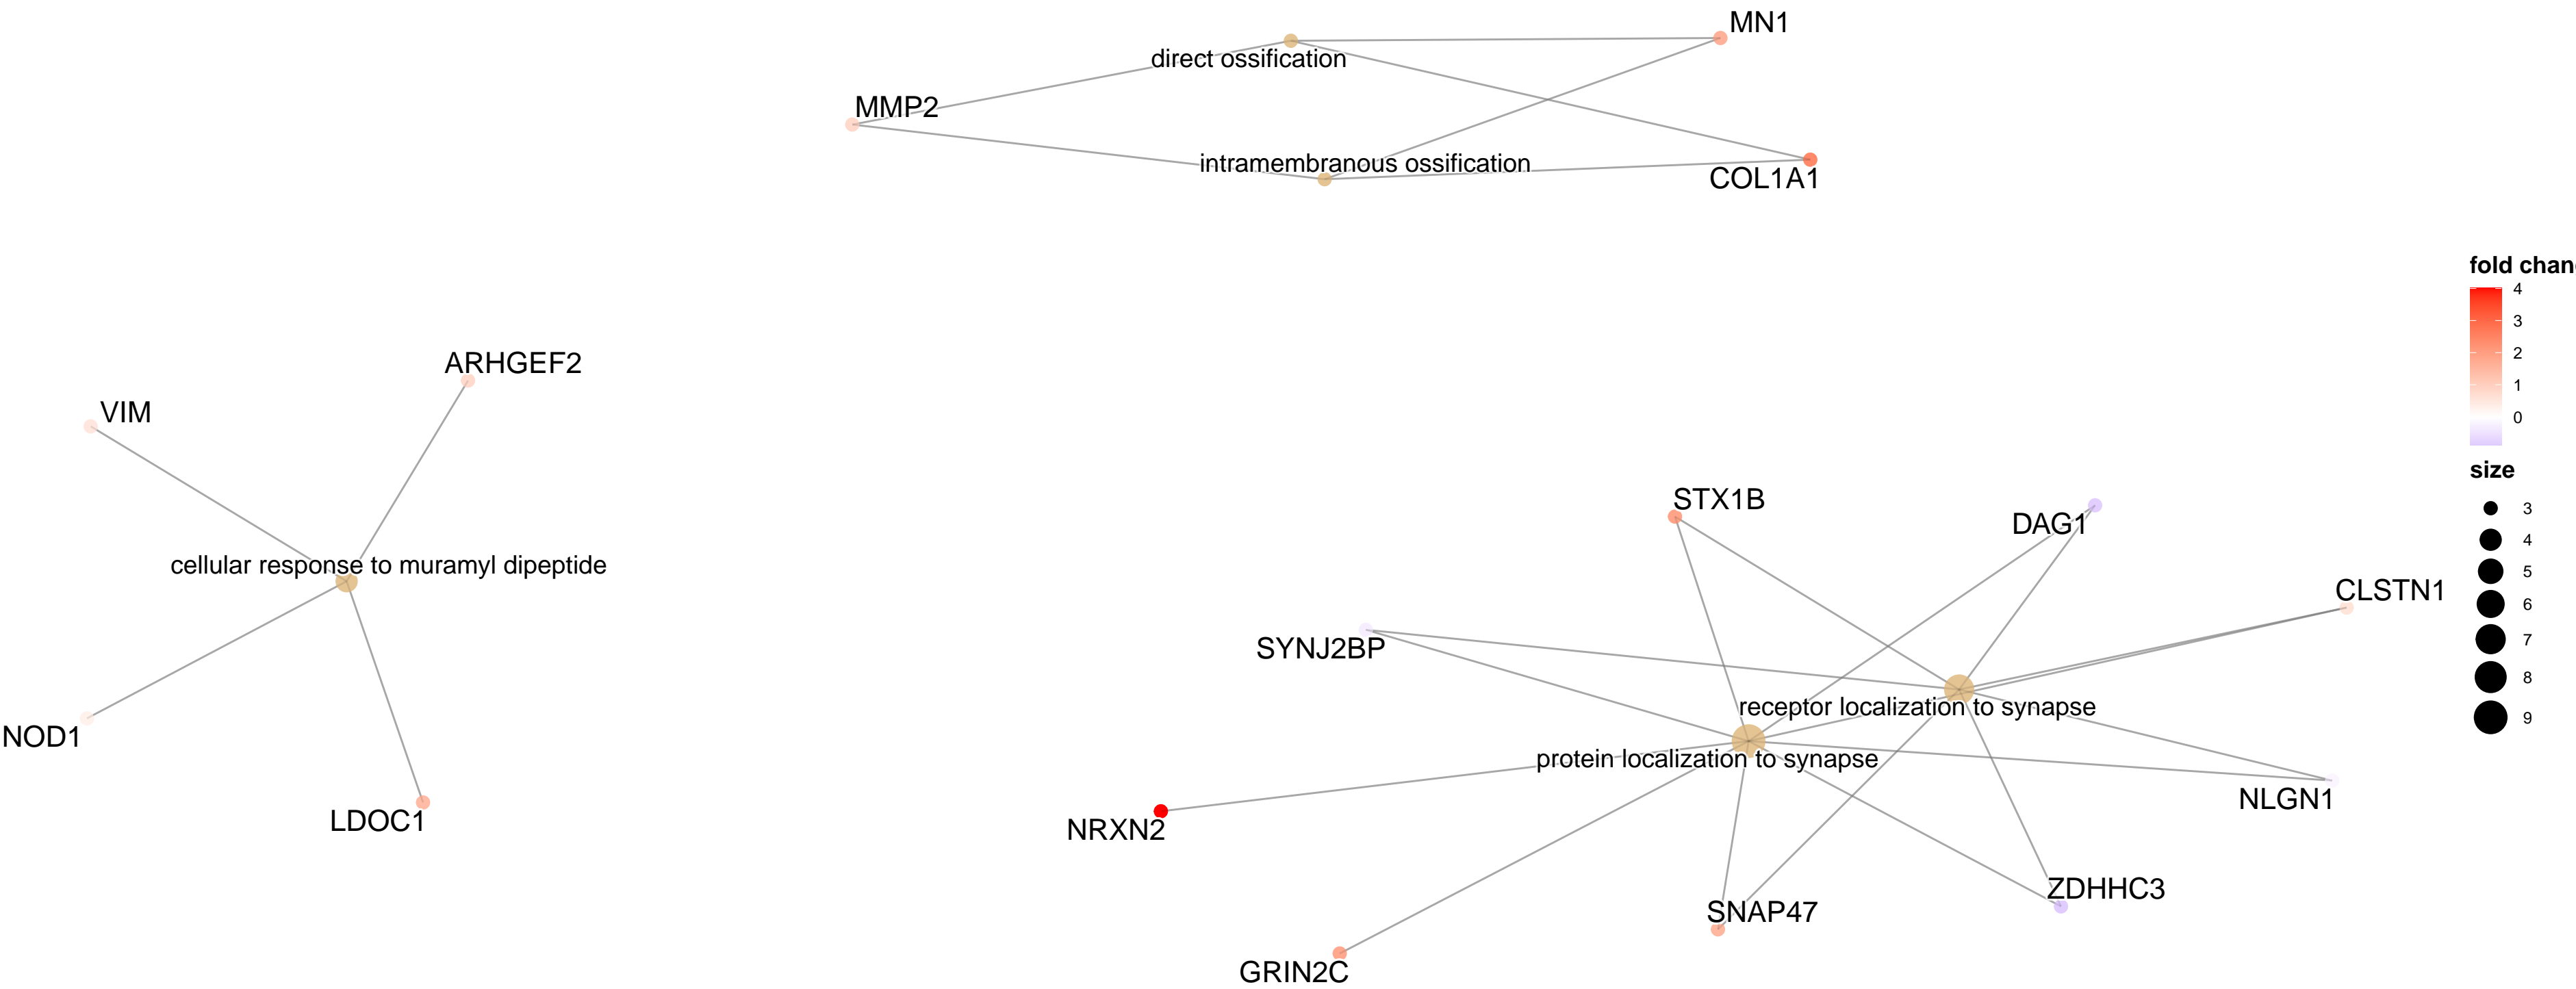 MN1
direct ossification
MMP2
intramembranous ossification
COL1A1
fold chan
4
3
2
1
0
ARHGEF2
VIM
cellular response to muramyl dipeptide
NOD1
LDOC1
size
3
4
5
6
7
8
9
STX1B
DAG1
CLSTN1
SYNJ2BP
receptor localization to synapse
protein localization to synapse
NLGN1
NRXN2
ZDHHC3
SNAP47
GRIN2C